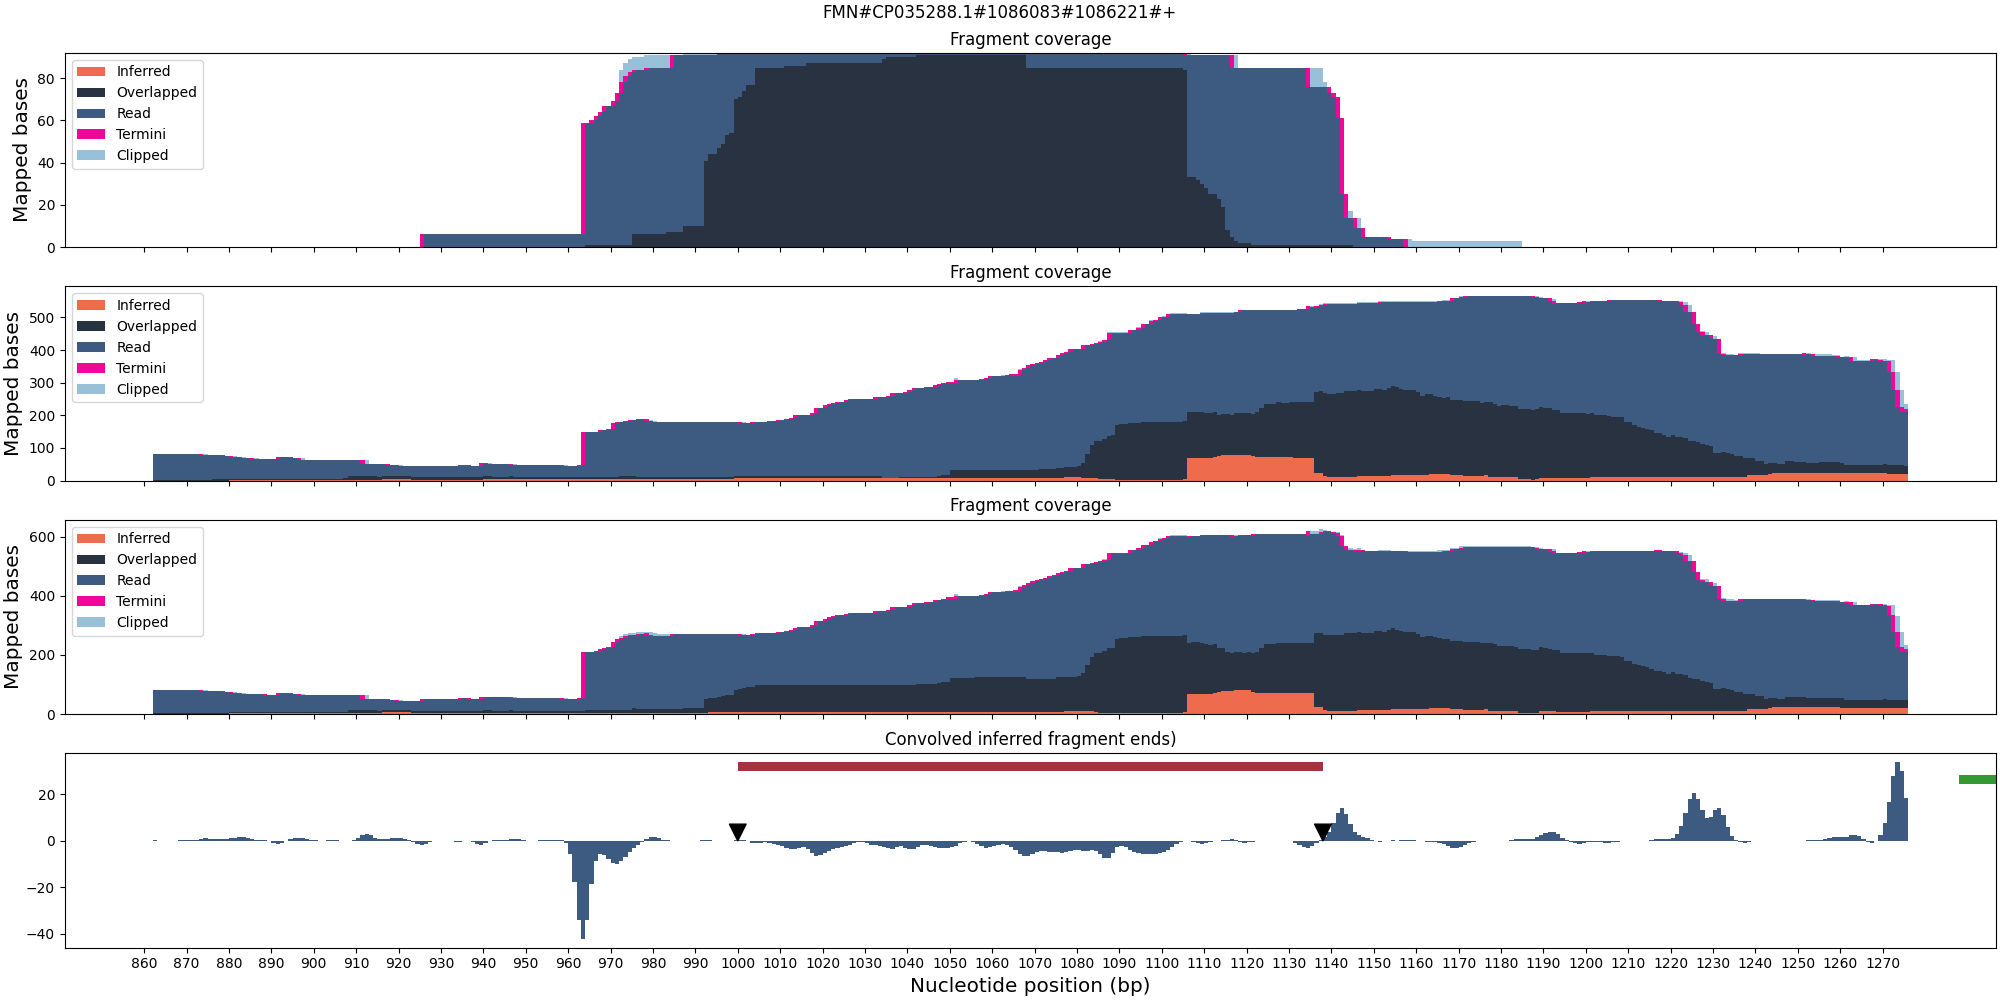 FMN#CP035288.1#1086083#1086221#+
Fragment coverage
Mapped bases
80
60
40
20
0
Inferred
Overlapped
Read
Termini
Clipped
Fragment coverage
Mapped bases
500
400
300
200
100
0
Inferred
Overlapped
Read
Termini
Clipped
Fragment coverage
Mapped bases
600
400
200
0
Inferred
Overlapped
Read
Termini
Clipped
Convolved inferred fragment ends)
20
0
−20
−40
860 870 880 890 900 910 920 930 940 950 960 970 980 990 1000 1010 1020 1030 1040 1050 1060 1070 1080 1090 1100 1110 1120 1130 1140 1150 1160 1170 1180 1190 1200 1210 1220 1230 1240 1250 1260 1270
Nucleotide position (bp)